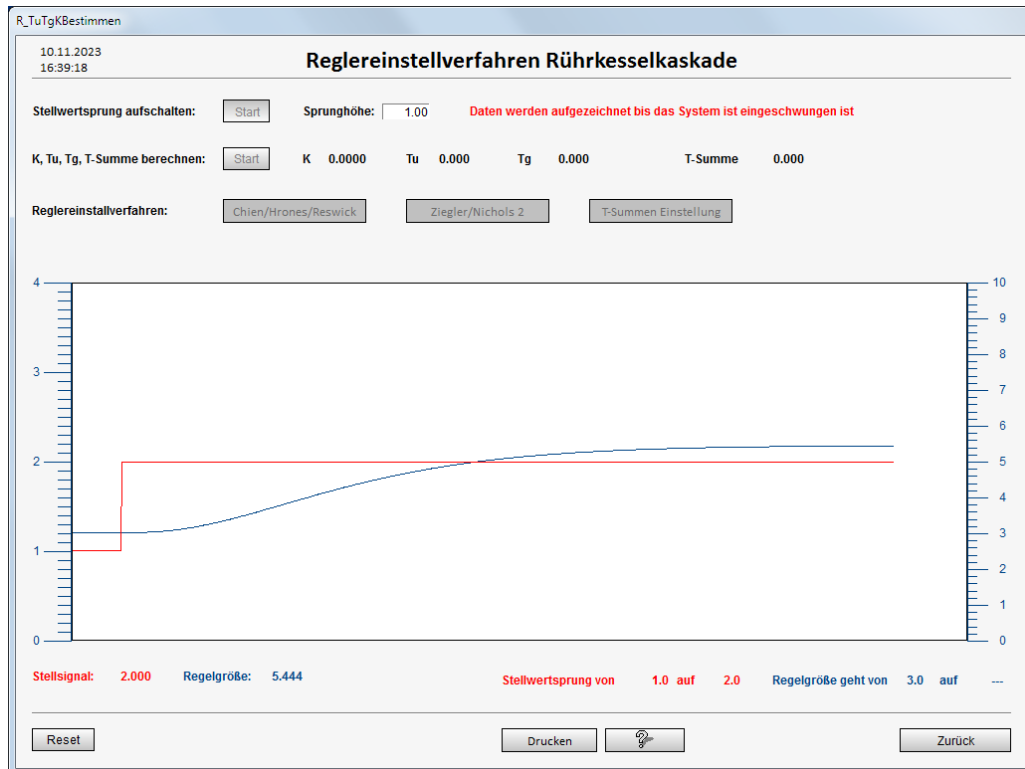 R_TuTgKBestimmen
10.11.2023
16:39:18
Reglereinstellverfahren Rührkesselkaskade
Stellwertsprung aufschalten: Start Sprunghöhe: 1.00 Daten werden aufgezeichnet bis das System ist eingeschwungen ist
K, Tu, Tg, T-Summe berechnen: Start K 0.0000 Tu 0.000 Tg 0.000 T-Summe 0.000
Reglereinstallverfahren: Chien/Hrones/Reswick Ziegler/Nichols 2 T-Summen Einstellung
4
3
2
1
0
10
9
8
7
6
5
4
3
2
1
0
Stellsignal: 2.000 Regelgröße: 5.444
Stellwertsprung von 1.0 auf 2.0 Regelgröße geht von 3.0 auf ---
Reset Drucken ? Zurück